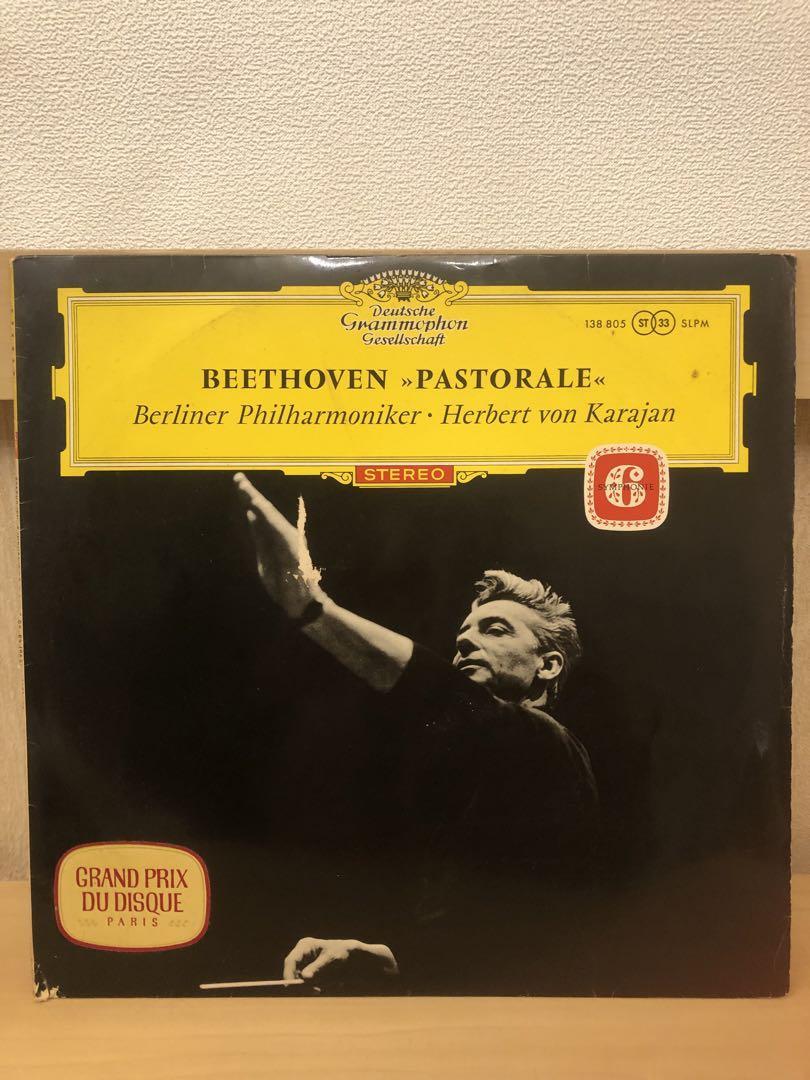 Deutsche
Grammophon
Gesellschaft
138 805 ST 33 SLPM
BEETHOVEN »PASTORALE«
Berliner Philharmoniker · Herbert von Karajan
STEREO
6
SYMPHONIE
GRAND PRIX
DU DISQUE
PARIS